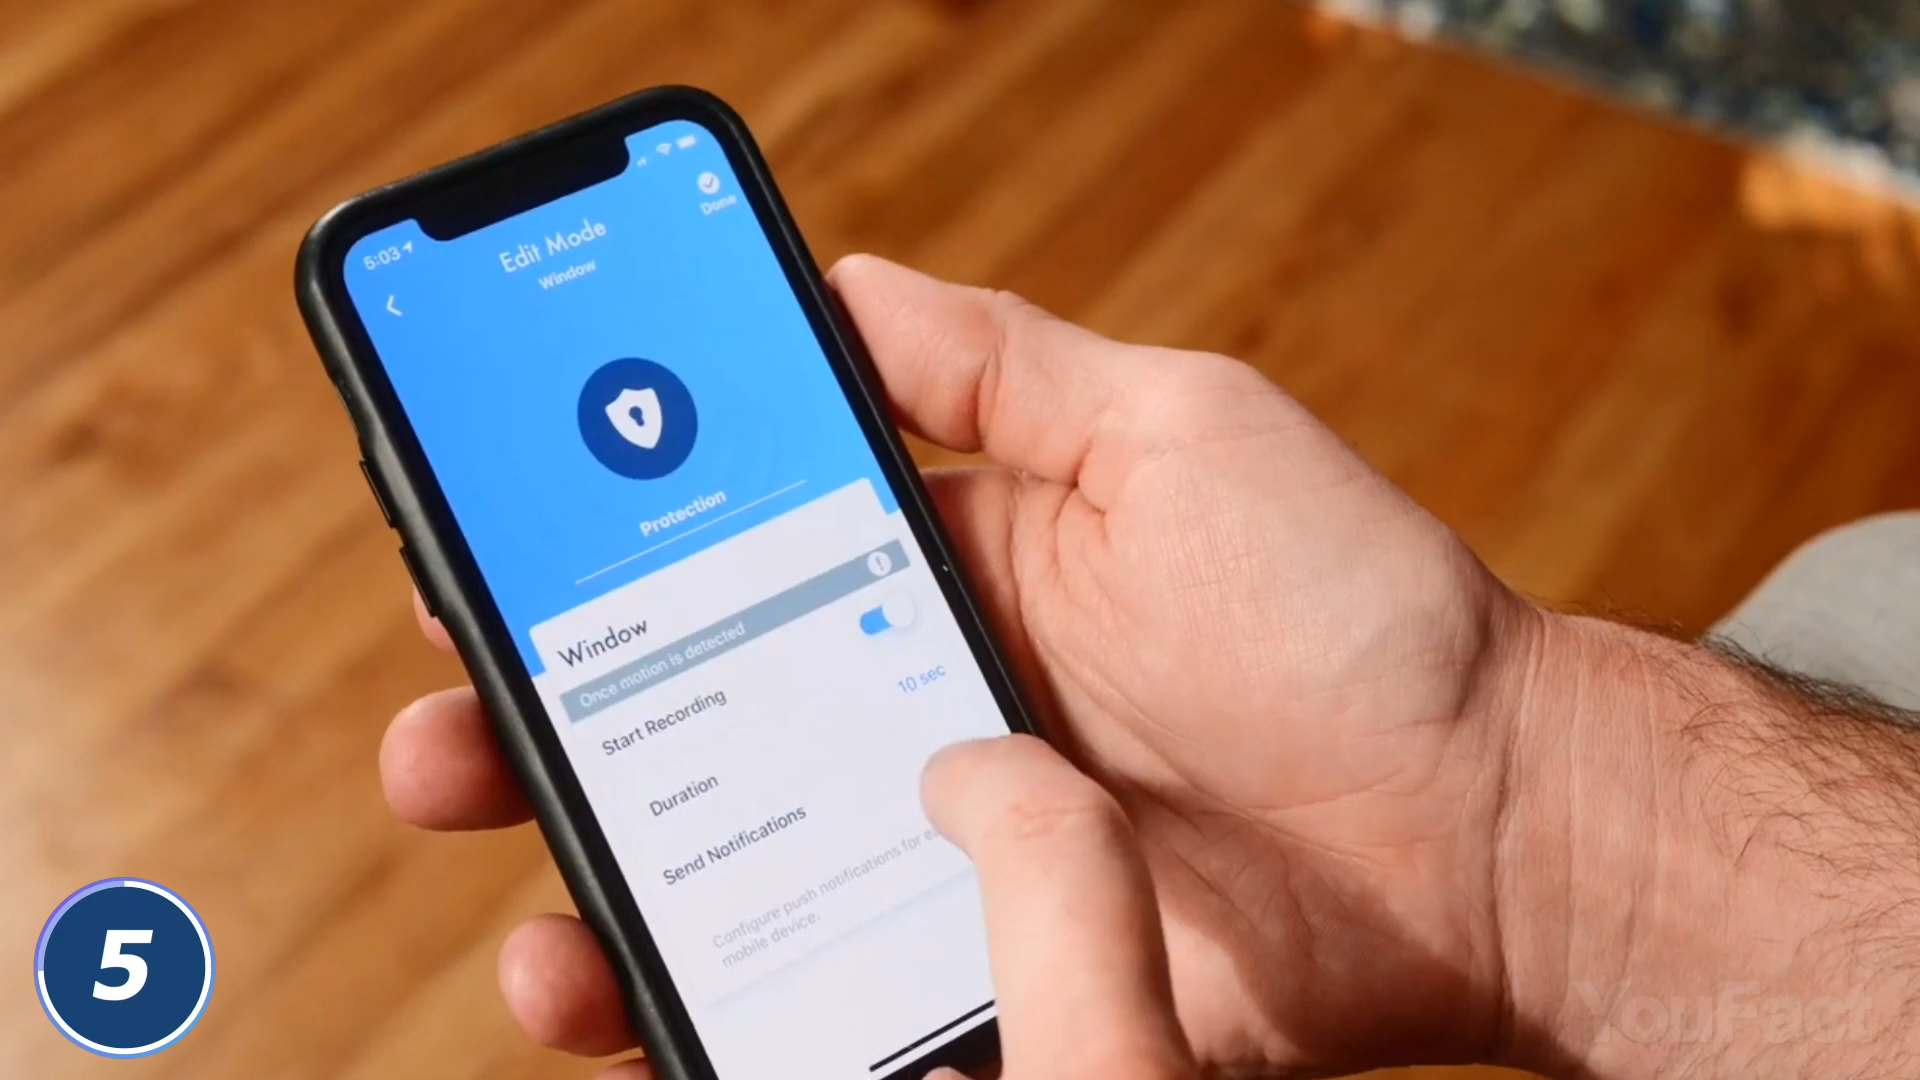 5:03
Done
Edit Mode
Window
Protection
Window
Once motion is detected
Start Recording
Duration
10 sec
Send Notifications
Configure push notifications for
mobile device.
5
YouFact